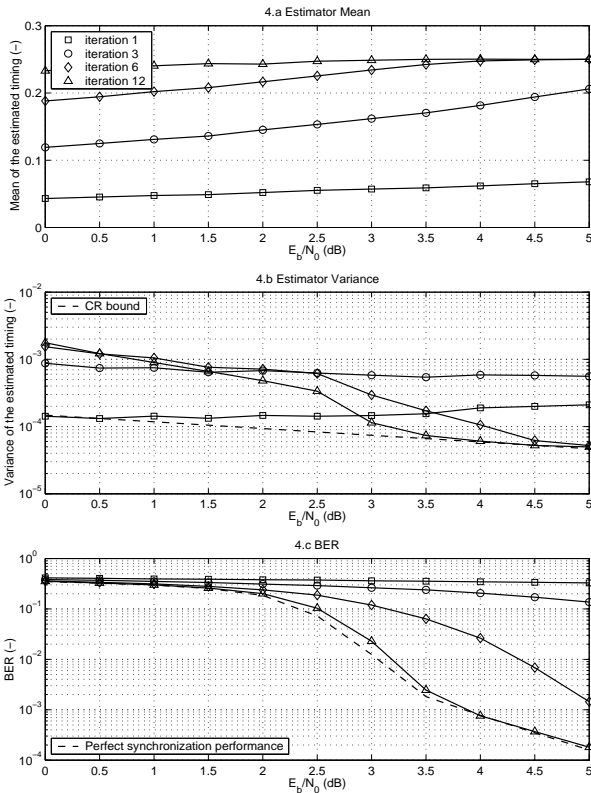 4.a Estimator Mean
Mean of the estimated timing (–)
0.3
0.2
0.1
0
iteration 1
iteration 3
iteration 6
iteration 12
0 0.5 1 1.5 2 2.5 3 3.5 4 4.5 5
E_b/N_0 (dB)
4.b Estimator Variance
Variance of the estimated timing (–)
10^-2
10^-3
10^-4
10^-5
CR bound
0 0.5 1 1.5 2 2.5 3 3.5 4 4.5 5
E_b/N_0 (dB)
4.c BER
BER (–)
10^0
10^-1
10^-2
10^-3
10^-4
Perfect synchronization performance
0 0.5 1 1.5 2 2.5 3 3.5 4 4.5 5
E_b/N_0 (dB)